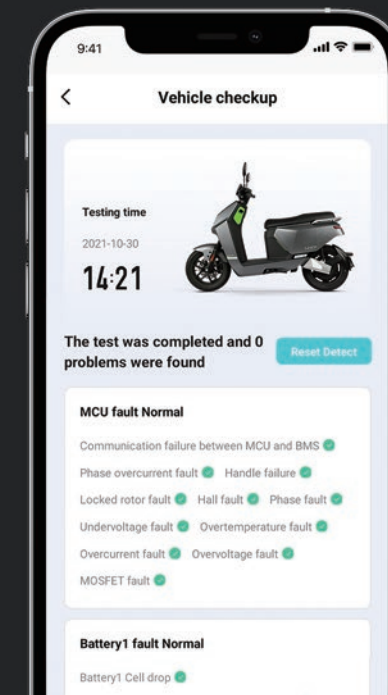 9:41
Vehicle checkup
Testing time
2021-10-30
14:21
The test was completed and 0
problems were found
Reset Detect
MCU fault Normal
Communication failure between MCU and BMS
Phase overcurrent fault Handle failure
Locked rotor fault Hall fault Phase fault
Undervoltage fault Overtemperature fault
Overcurrent fault Overvoltage fault
MOSFET fault
Battery1 fault Normal
Battery1 Cell drop